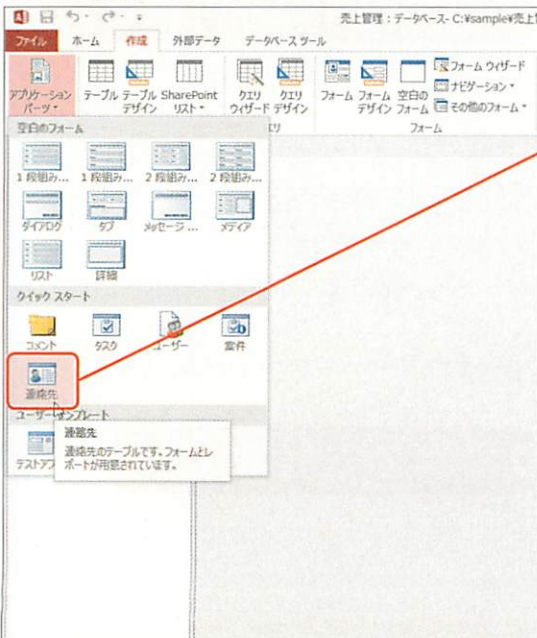 売上管理：データベース- C:¥sample¥売上管
ファイル ホーム 作成 外部データ データベース ツール
アプリケーション パーツ
テーブル
テーブル デザイン
SharePoint リスト
クエリ ウィザード
クエリ デザイン
フォーム
フォーム デザイン
空白の フォーム
フォーム ウィザード
ナビゲーション
その他のフォーム
フォーム
空白のフォーム
1 段組み... 1 段組み... 2 段組み... 2 段組み...
ダイアログ タブ メッセージ ... メディア
リスト 詳細
クイック スタート
コメント タスク ユーザー 案件
連絡先
ユーザー テンプレート
連絡先
連絡先のテーブルです。フォームとレ
ポートが用意されています。